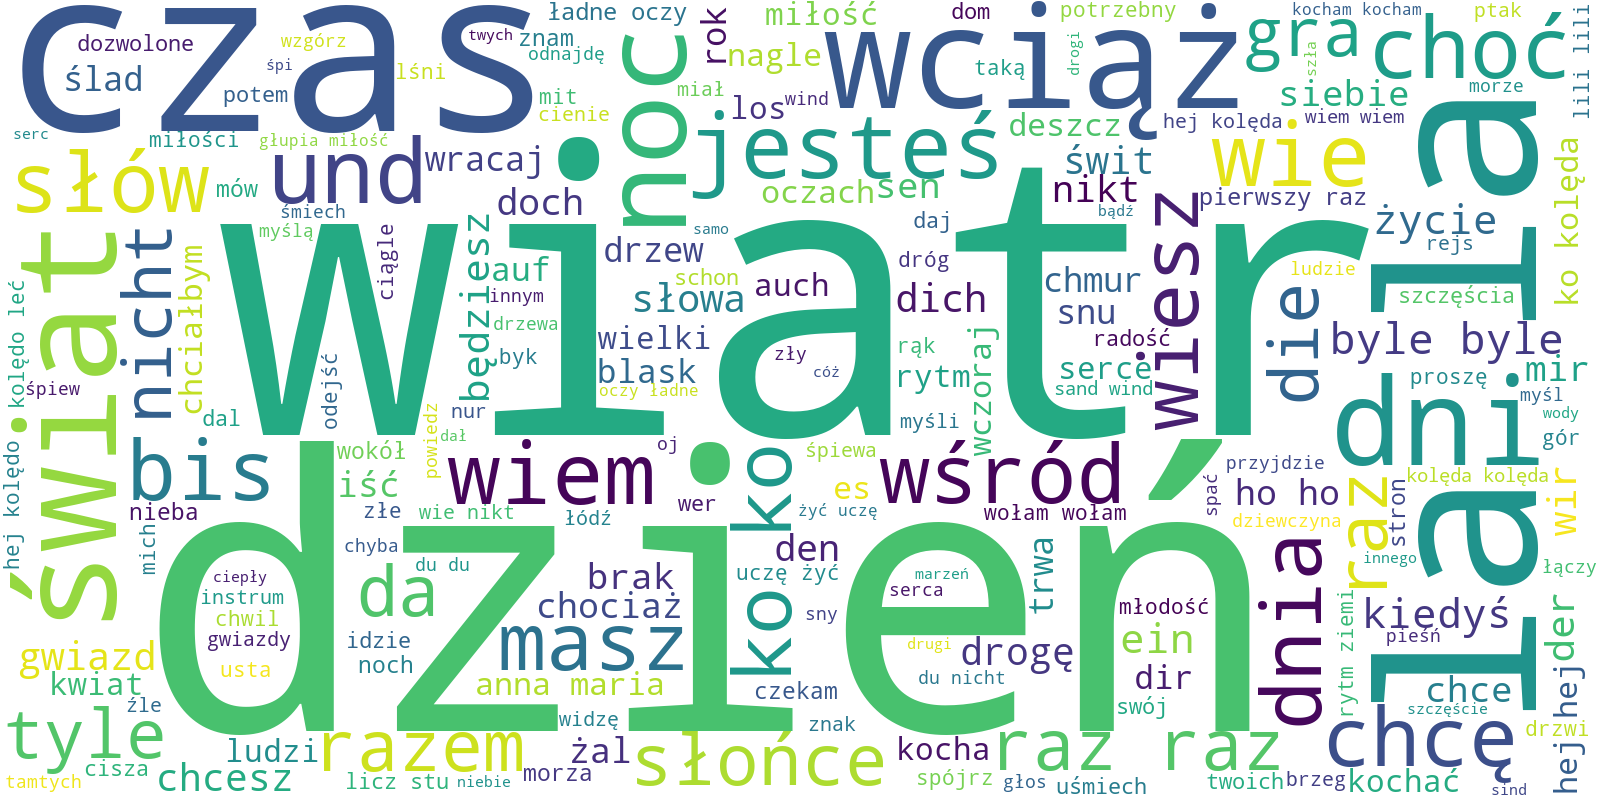 czas
ładne oczy
miłość
dom
potrzebny
kocham kocham
ptak
dozwolone
wzgórz
twych
znam
odnajdę
noc
rok
nagle
wciąż
taką
drogi
gra
szła
choć
lili lili
ślad
śpi
lśni
potem
mit
cienie
miał
los
wind
siebie
morze
serc
miłości
głupia miłość
jesteś
deszcz
hej kolęda
wiem wiem
słów
mów
und
wracaj
doch
oczach
sen
świt
nikt
wie
pierwszy raz
la la
ko kolęda
śmiech
myślą
ciągle
samo
daj
bądź
życie
rejs
świat
nicht
chciałbym
wiatr
będziesz
auf
innym
drzewa
byk
drzew
schon
słowa
auch
wielki
blask
oczy ładne
zły
cóż
dróg
dich
rąk
rytm
wczoraj
myśli
chmur
snu
radość
serce
sand wind
wiesz
die
ludzie
szczęścia
byle byle
proszę
mir
myśl
wody
gór
kolędo leć
śpiew
dal
odejść
powiedz
nur
dał
oj
dni
hej kolędo
bis
nieba
mich
wokół
iść
złe
wiem
wie nikt
łódź
wer
ko ko
śpiewa
es
żyć uczę
wśród
wołam wołam
przyjdzie
spać
ho ho
dziewczyna
raz
stron
kolęda kolęda
wir
innego
łączy
dzień
chyba
du du
den
uczę żyć
ciepły
instrum
chwil
gwiazdy
usta
da
idzie
noch
brak
chociaż
masz
anna maria
sny
marzeń
serca
drugi
drogę
du nicht
trwa
młodość
ein
dir
swój
dnia
rytm ziemi
kiedyś
pieśń
der
gwiazd
kwiat
źle
tyle
cisza
tamtych
chcesz
ludzi
razem
licz stu
niebie
widzę
żal
morza
czekam
znak
słońce
kocha
spójrz
głos
uśmiech
raz raz
twoich
brzeg
chce
szczęście
chcę
kochać
sind
drzwi
hej hej